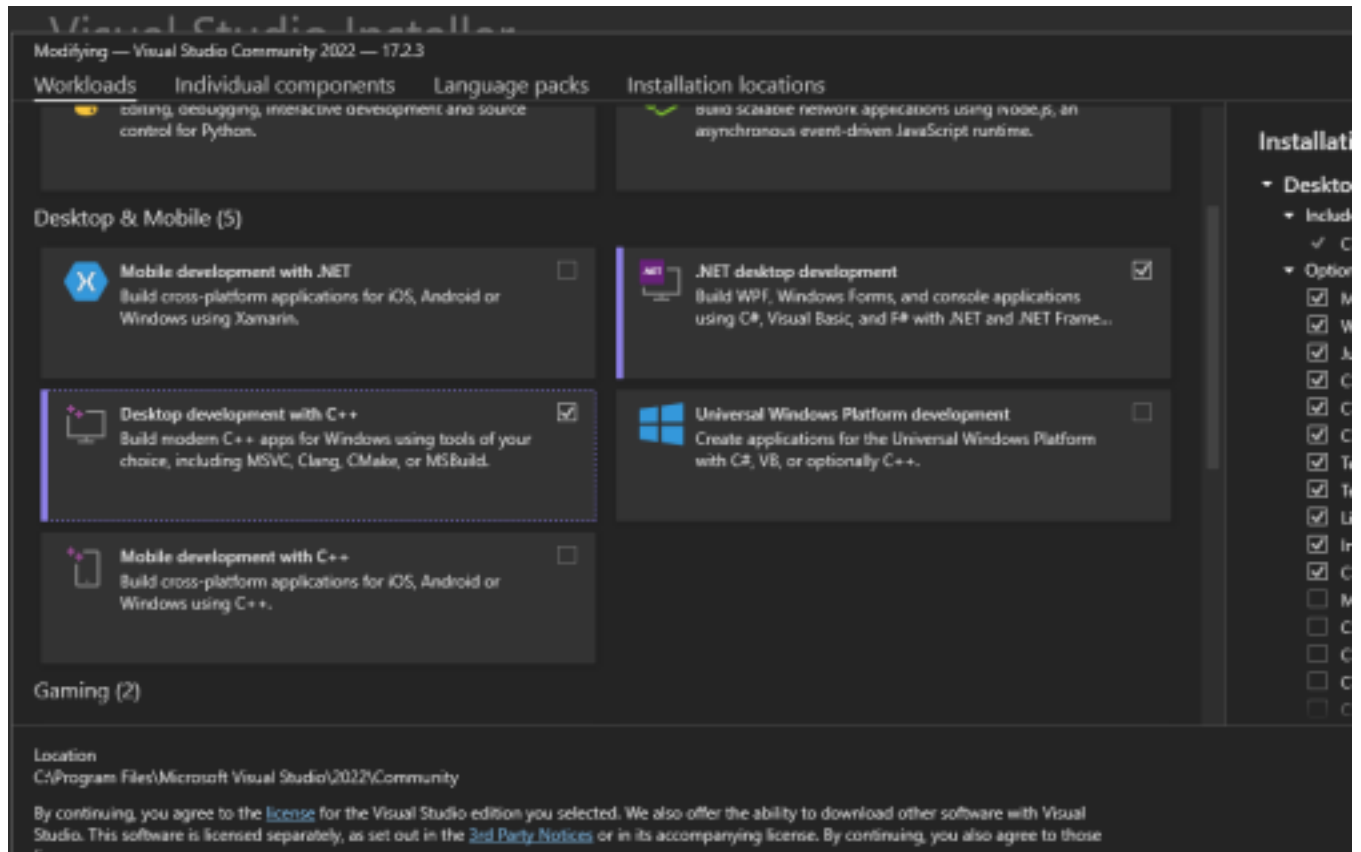 Visual Studio Installer
Modifying — Visual Studio Community 2022 — 17.2.3
Workloads Individual components Language packs Installation locations
Editing, debugging, interactive development and source
control for Python.
Build scalable network applications using Node.js, an
asynchronous event-driven JavaScript runtime.
Desktop & Mobile (5)
Mobile development with .NET
Build cross-platform applications for iOS, Android or
Windows using Xamarin.
.NET desktop development
Build WPF, Windows Forms, and console applications
using C#, Visual Basic, and F# with .NET and .NET Frame...
Desktop development with C++
Build modern C++ apps for Windows using tools of your
choice, including MSVC, Clang, CMake, or MSBuild.
Universal Windows Platform development
Create applications for the Universal Windows Platform
with C#, VB, or optionally C++.
Mobile development with C++
Build cross-platform applications for iOS, Android or
Windows using C++.
Gaming (2)
Installati
Deskto
Includ
C
Option
M
W
Ju
C
C
C
Te
Te
Li
In
C
M
C
C
C
C
Location
C:\Program Files\Microsoft Visual Studio\2022\Community
By continuing, you agree to the license for the Visual Studio edition you selected. We also offer the ability to download other software with Visual
Studio. This software is licensed separately, as set out in the 3rd Party Notices or in its accompanying license. By continuing, you also agree to those